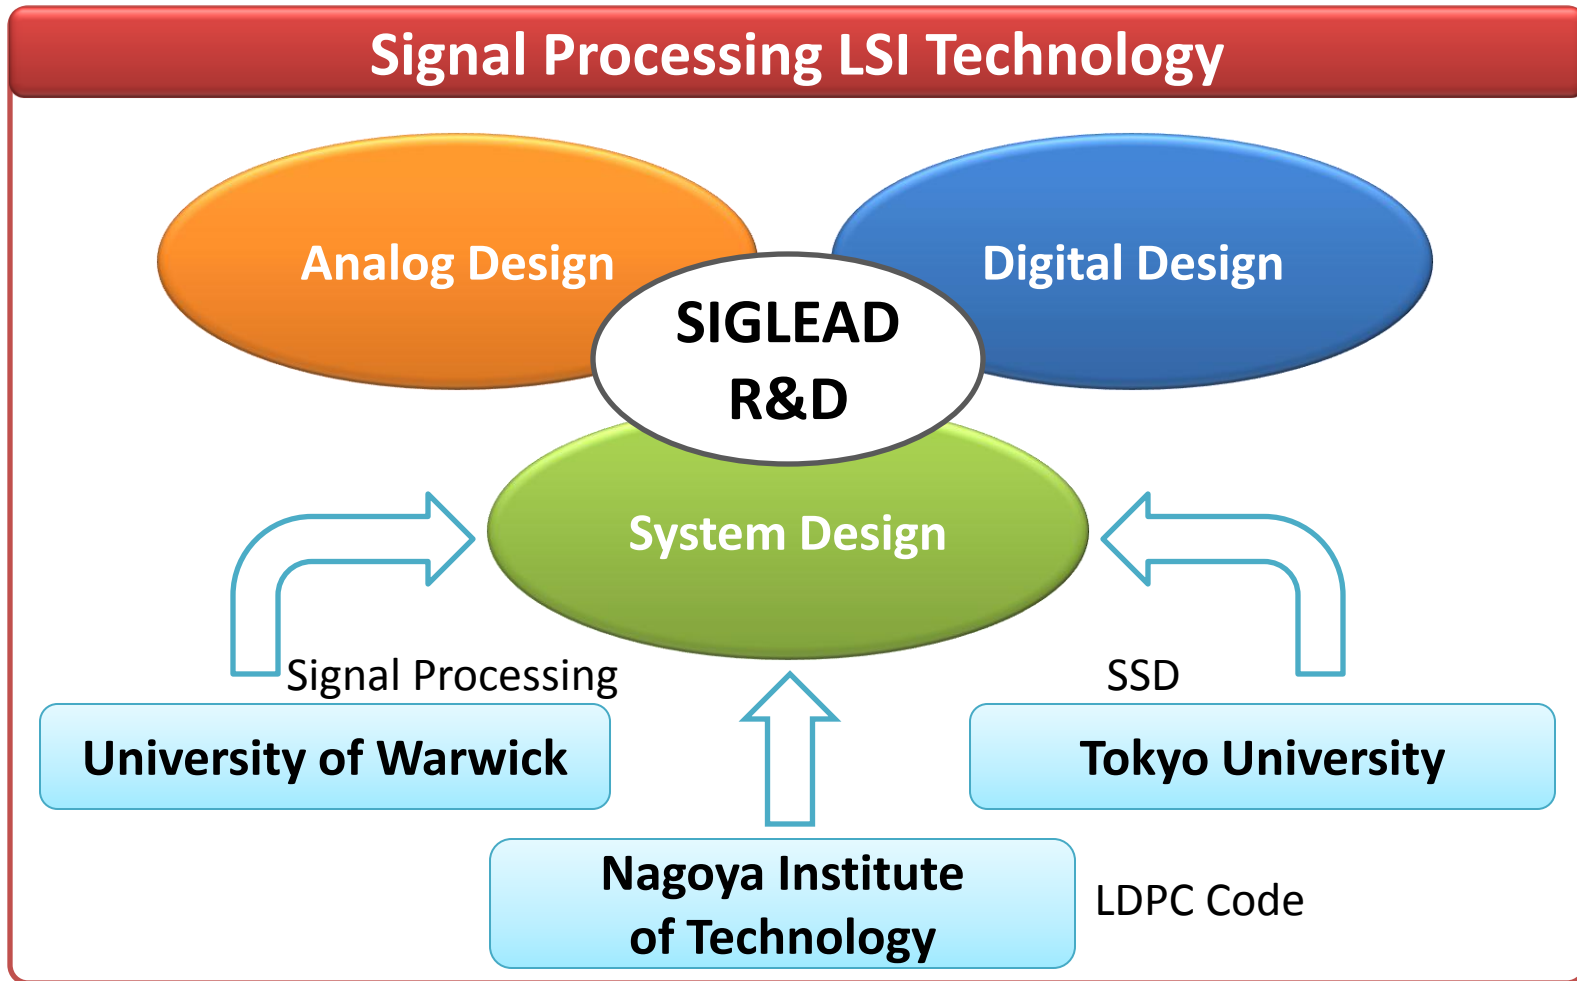 Signal Processing LSI Technology
Analog Design
Digital Design
SIGLEAD
R&D
System Design
Signal Processing
SSD
University of Warwick
Tokyo University
Nagoya Institute
of Technology
LDPC Code